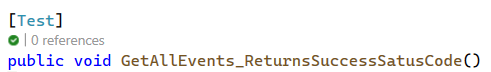 [Test]
| 0 references
public void GetAllEvents_ReturnsSuccessSatusCode()